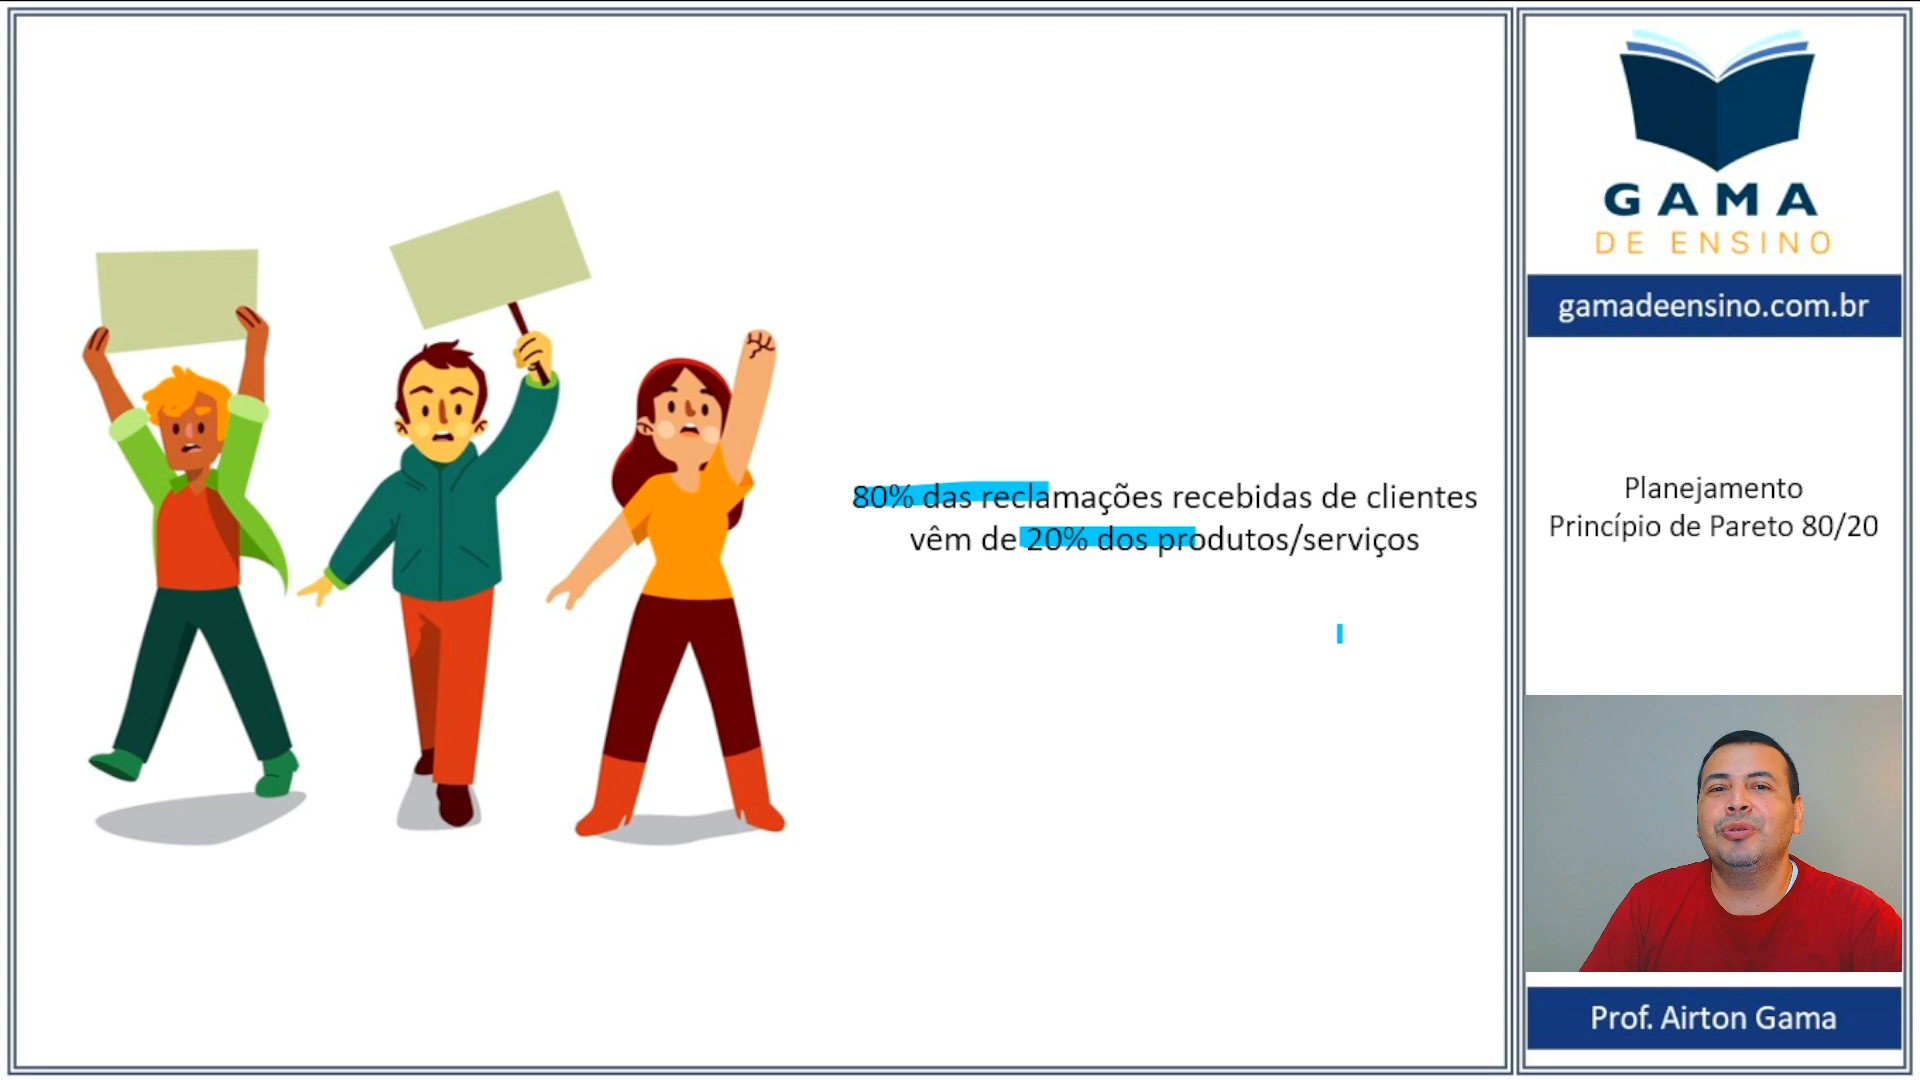 80% das reclamações recebidas de clientes
vêm de 20% dos produtos/serviços
GAMA
DE ENSINO
gamadeensino.com.br
Planejamento
Princípio de Pareto 80/20
Prof. Airton Gama